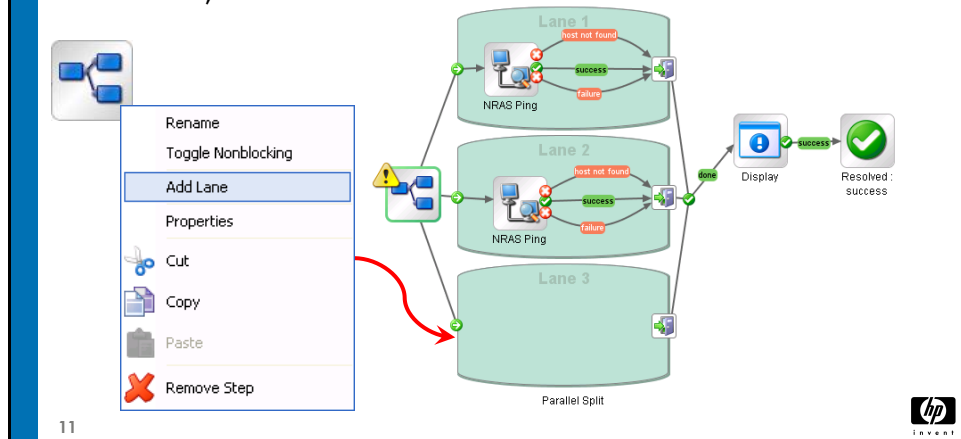 Rename
Toggle Nonblocking
Add Lane
Properties
Cut
Copy
Paste
Remove Step
Lane 1
host not found
success
failure
NRAS Ping
Lane 2
host not found
success
failure
NRAS Ping
Lane 3
Parallel Split
done
Display
success
Resolved :
success
11
hp
invent